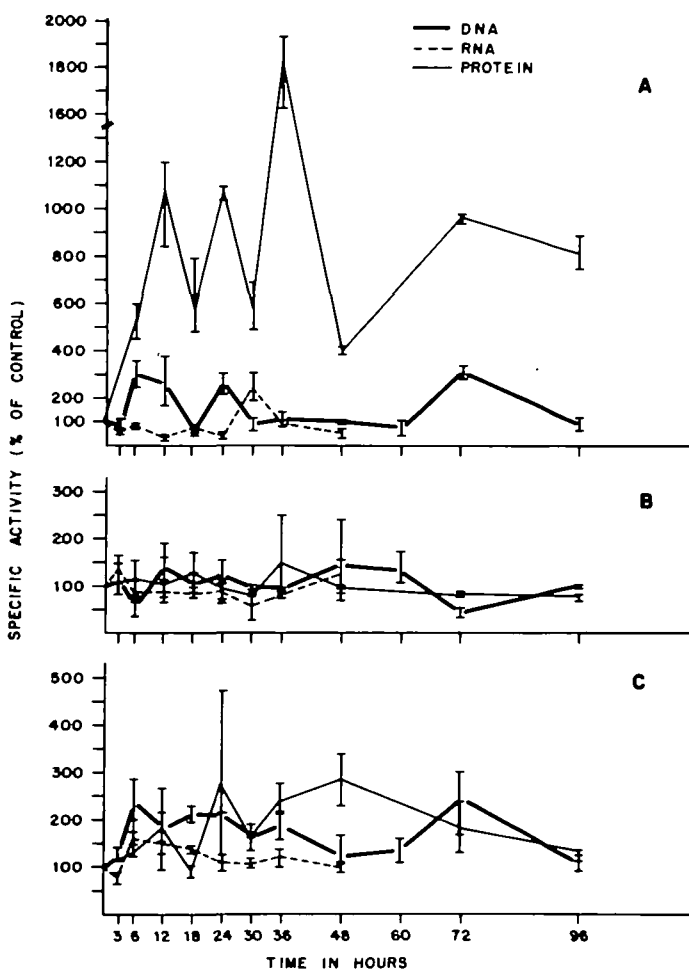 DNA
RNA
PROTEIN
A
2000
1800
1600
1200
1000
800
600
400
200
100
B
300
200
100
C
500
400
300
200
100
3 6 12 18 24 30 36 48 60 72 96
TIME IN HOURS
SPECIFIC ACTIVITY (% OF CONTROL)